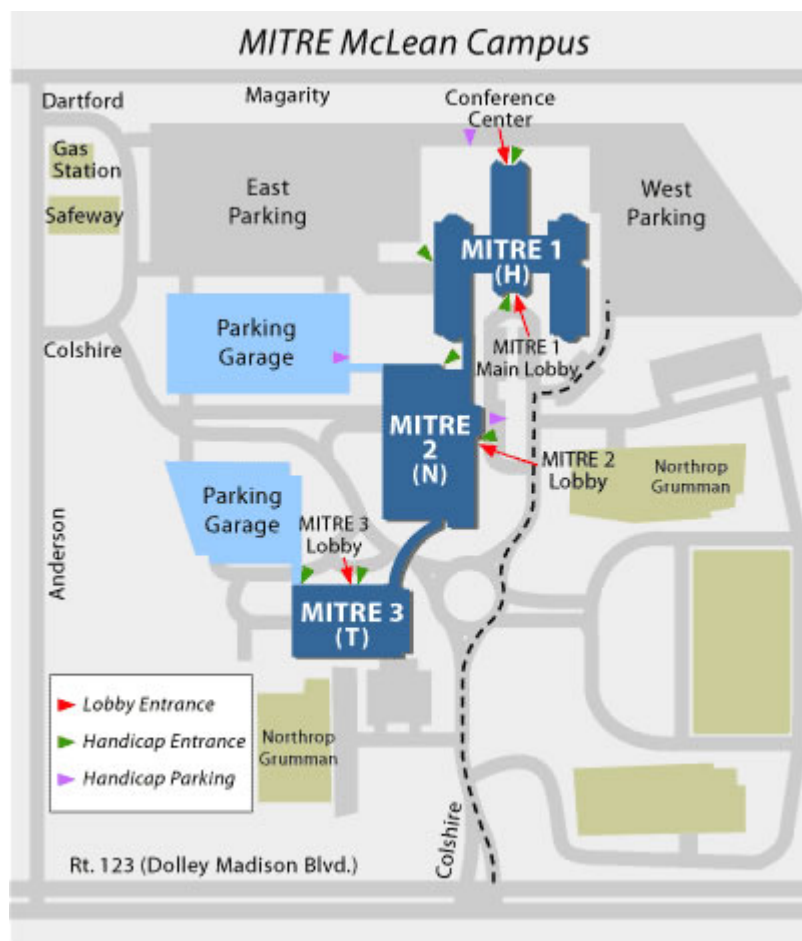 MITRE McLean Campus
Dartford
Magarity
Conference
Center
Gas
Station
Safeway
East
Parking
West
Parking
MITRE 1
(H)
Colshire
Parking
Garage
MITRE 1
Main Lobby
MITRE
2
(N)
MITRE 2
Lobby
Northrop
Grumman
Parking
Garage
MITRE 3
Lobby
Anderson
MITRE 3
(T)
Lobby Entrance
Handicap Entrance
Handicap Parking
Northrop
Grumman
Colshire
Rt. 123 (Dolley Madison Blvd.)